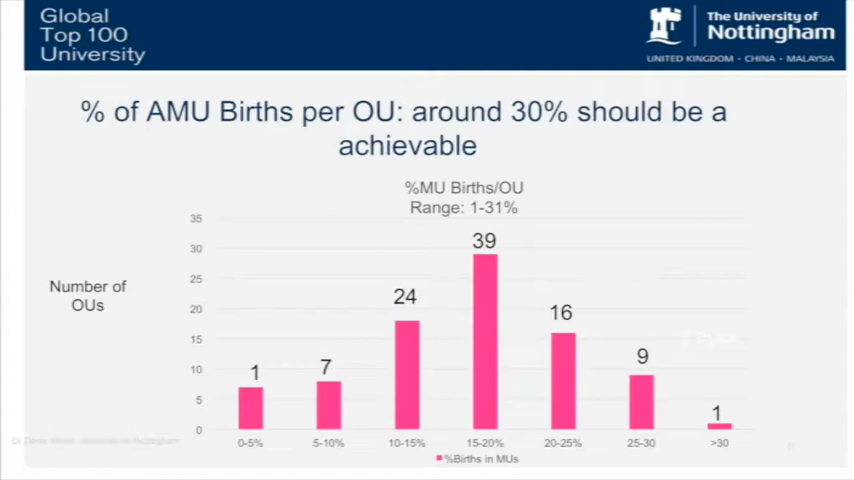 Global
Top 100
University
The University of
Nottingham
UNITED KINGDOM · CHINA · MALAYSIA
% of AMU Births per OU: around 30% should be a
achievable
%MU Births/OU
Range: 1-31%
Number of
OUs
35
30
25
20
15
10
5
0
1
7
24
39
16
9
1
0-5%
5-10%
10-15%
15-20%
20-25%
25-30
>30
%Births in MUs